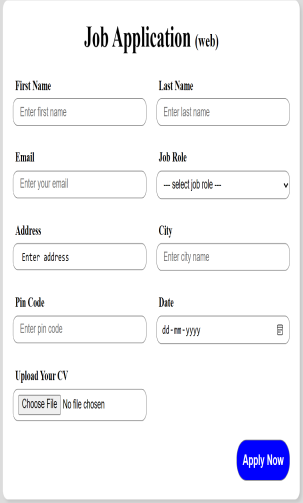 Job Application (web)
First Name Last Name
Enter first name Enter last name
Email Job Role
Enter your email --- select job role ---
Address City
Enter address Enter city name
Pin Code Date
Enter pin code dd-mm-yyyy
Upload Your CV
Choose File No file chosen
Apply Now